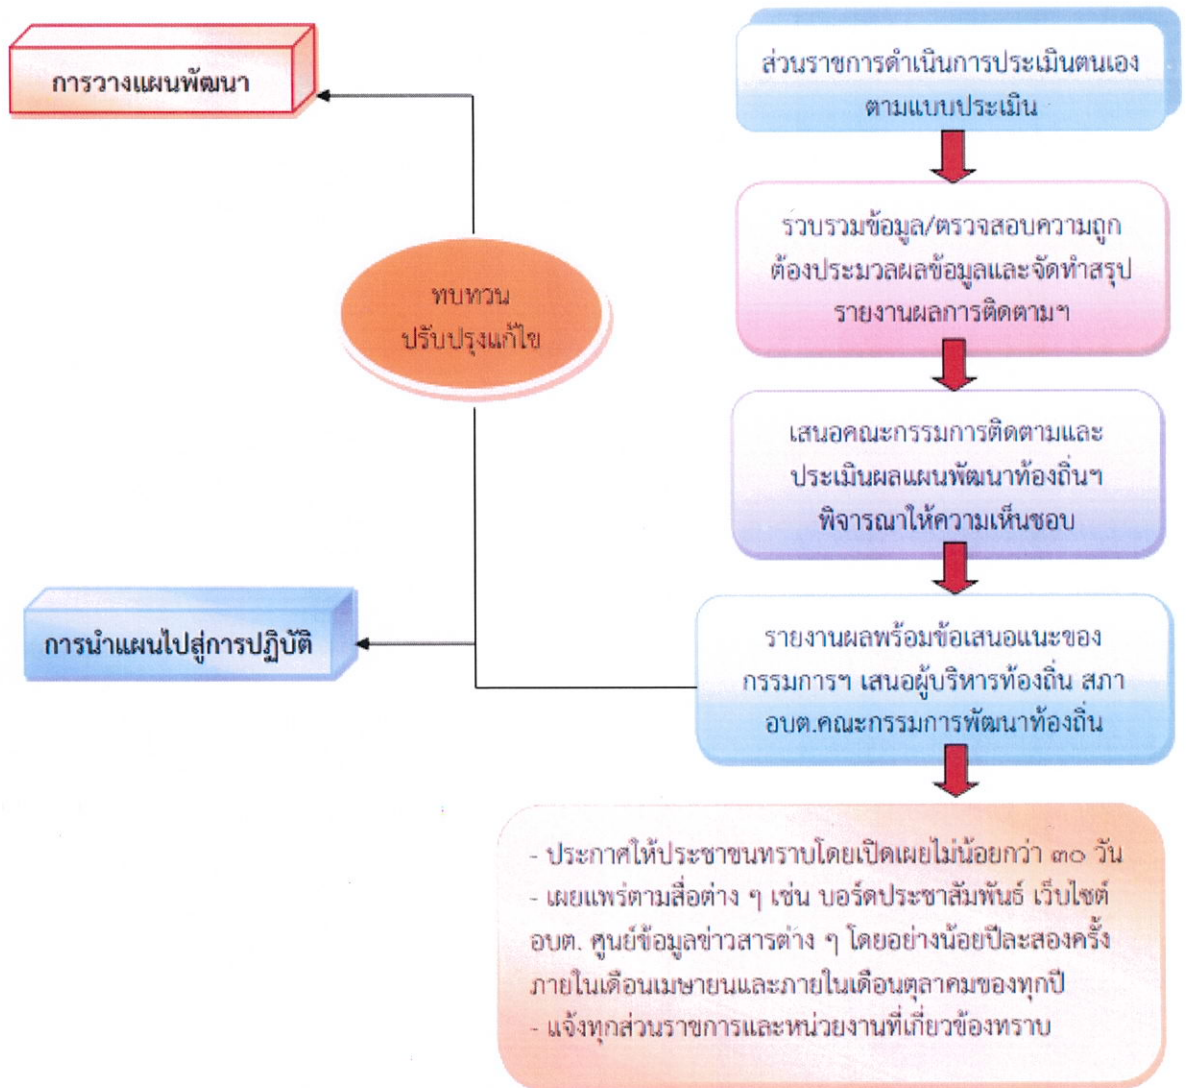 การวางแผนพัฒนา
ส่วนราชการดำเนินการประเมินตนเอง
ตามแบบประเมิน
รวบรวมข้อมูล/ตรวจสอบความถูก
ต้องประมวลผลข้อมูลและจัดทำสรุป
รายงานผลการติดตามฯ
ทบทวน
ปรับปรุงแก้ไข
เสนอคณะกรรมการติดตามและ
ประเมินผลแผนพัฒนาท้องถิ่นฯ
พิจารณาให้ความเห็นชอบ
การนำแผนไปสู่การปฏิบัติ
รายงานผลพร้อมข้อเสนอแนะของ
กรรมการฯ เสนอผู้บริหารท้องถิ่น สภา
อบต.คณะกรรมการพัฒนาท้องถิ่น
- ประกาศให้ประชาชนทราบโดยเปิดเผยไม่น้อยกว่า ๓๐ วัน
- เผยแพร่ตามสื่อต่าง ๆ เช่น บอร์ดประชาสัมพันธ์ เว็บไซต์
อบต. ศูนย์ข้อมูลข่าวสารต่าง ๆ โดยอย่างน้อยปีละสองครั้ง
ภายในเดือนเมษายนและภายในเดือนตุลาคมของทุกปี
- แจ้งทุกส่วนราชการและหน่วยงานที่เกี่ยวข้องทราบ